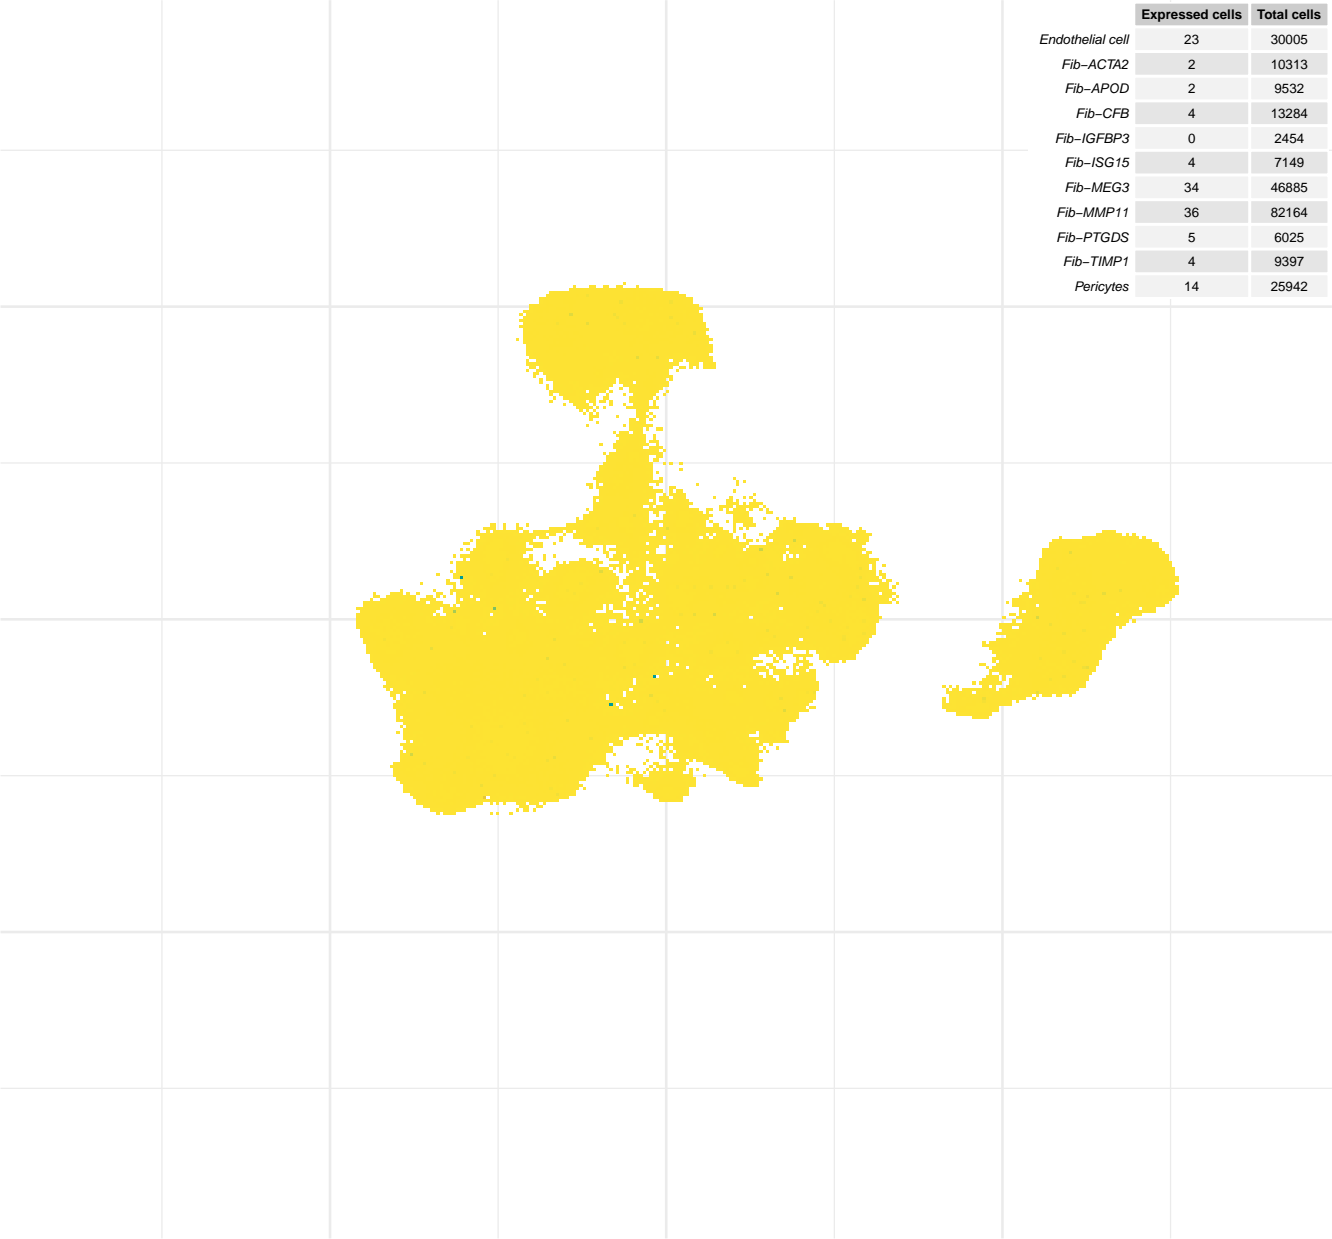 Expressed cells Total cells
Endothelial cell 23 30005
Fib−ACTA2 2 10313
Fib−APOD 2 9532
Fib−CFB 4 13284
Fib−IGFBP3 0 2454
Fib−ISG15 4 7149
Fib−MEG3 34 46885
Fib−MMP11 36 82164
Fib−PTGDS 5 6025
Fib−TIMP1 4 9397
Pericytes 14 25942